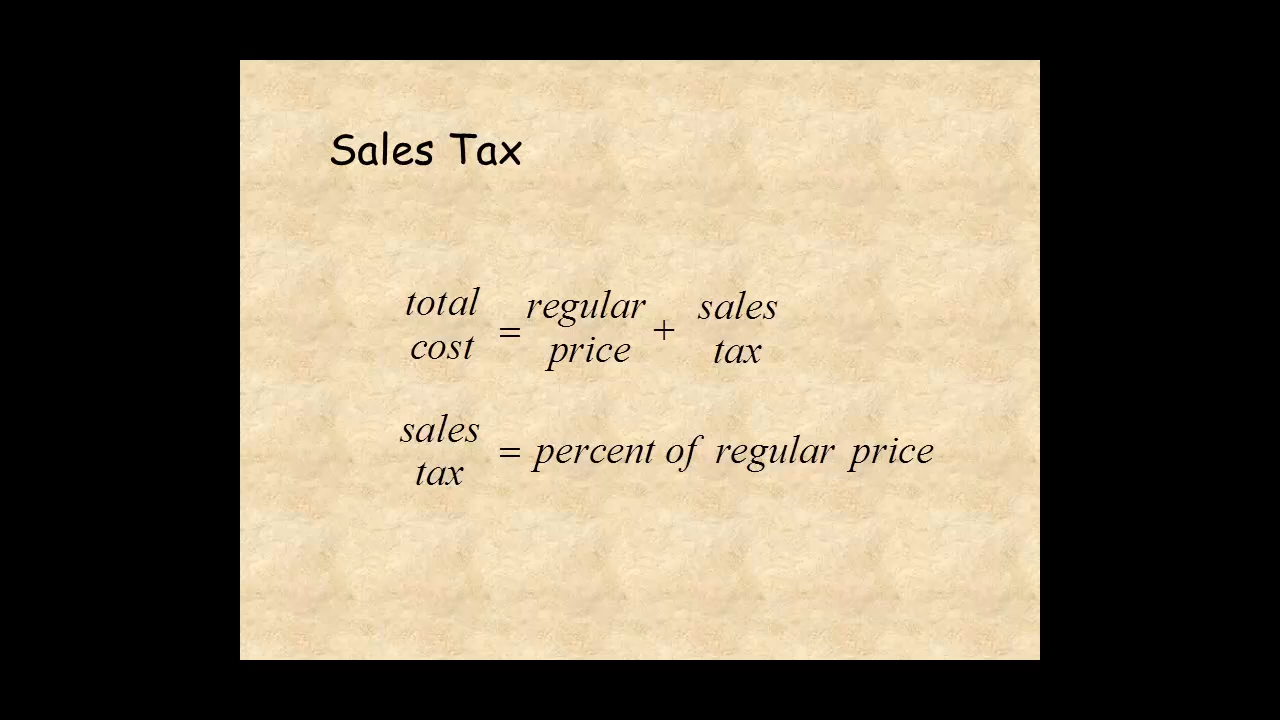 Sales Tax
total cost = regular price + sales tax
sales tax = percent of regular price